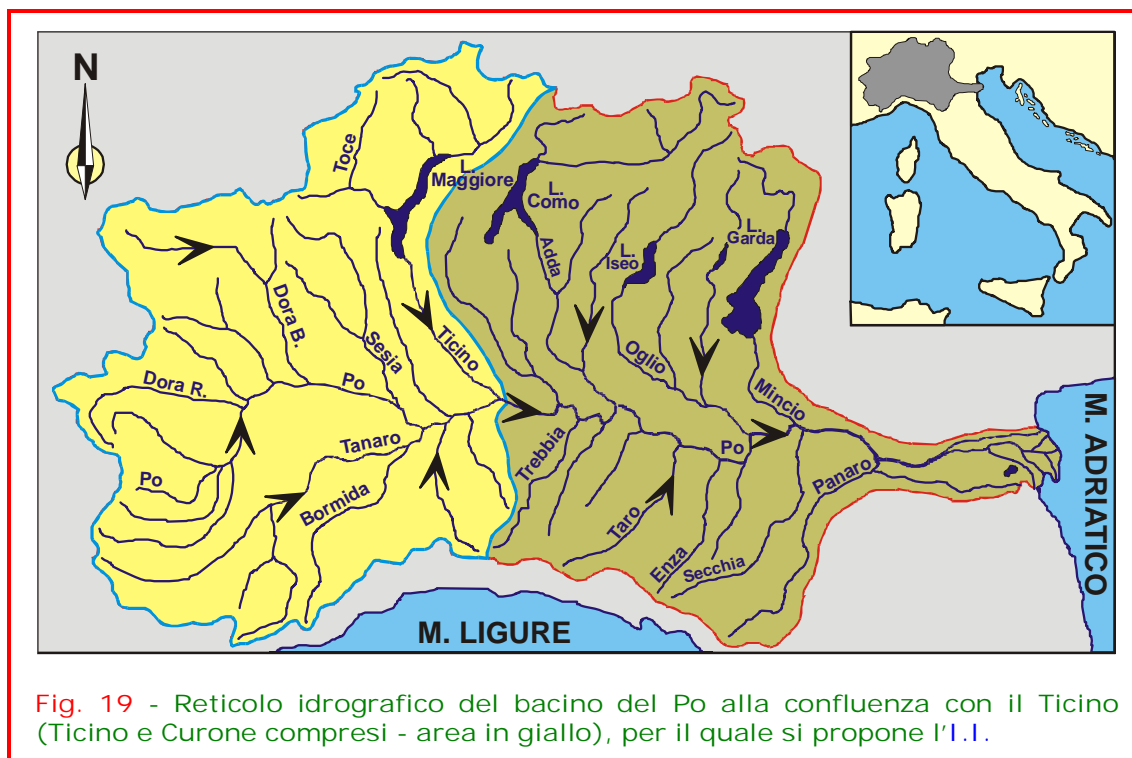 N
Toce
L.
Maggiore
L.
Como
L.
Iseo
L.
Garda
Adda
Dora B.
Sesia
Ticino
Oglio
Mincio
Dora R.
Po
Tanaro
Trebbia
Po
Panaro
Po
Bormida
Taro
Enza
Secchia
M. ADRIATICO
M. LIGURE
Fig. 19 - Reticolo idrografico del bacino del Po alla confluenza con il Ticino
(Ticino e Curone compresi - area in giallo), per il quale si propone l'I.I.